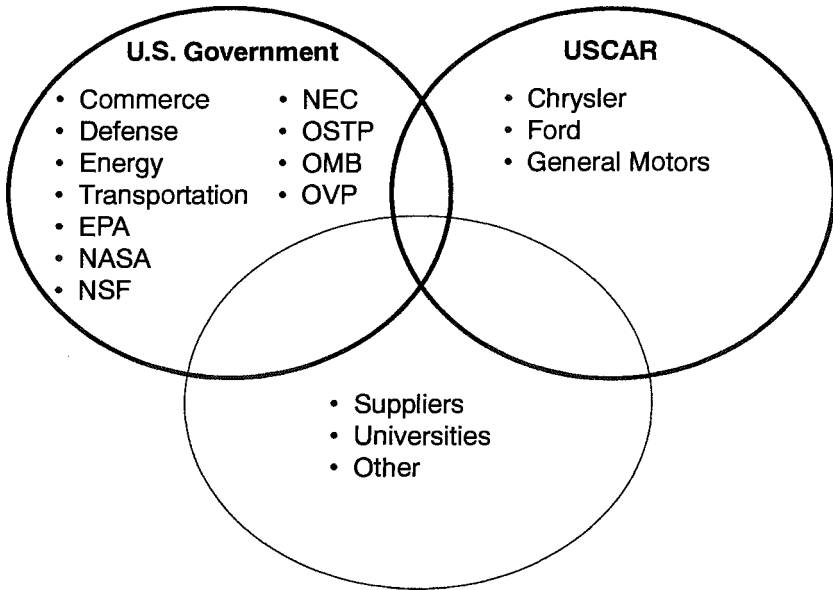 U.S. Government
• Commerce
• Defense
• Energy
• Transportation
• EPA
• NASA
• NSF
• NEC
• OSTP
• OMB
• OVP
USCAR
• Chrysler
• Ford
• General Motors
• Suppliers
• Universities
• Other